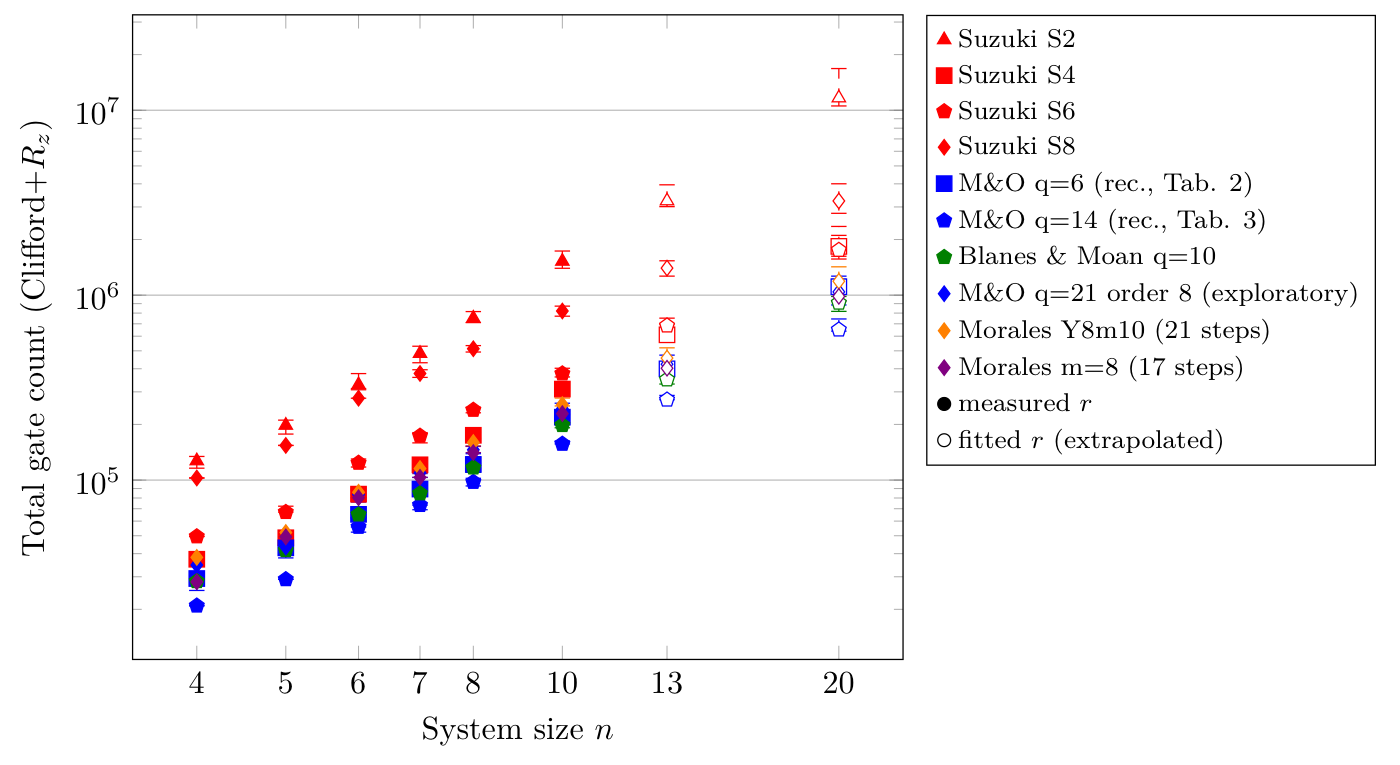 Total gate count (Clifford+R_z)
10^7
10^6
10^5
4 5 6 7 8 10 13 20
System size n
Suzuki S2
Suzuki S4
Suzuki S6
Suzuki S8
M&O q=6 (rec., Tab. 2)
M&O q=14 (rec., Tab. 3)
Blanes & Moan q=10
M&O q=21 order 8 (exploratory)
Morales Y8m10 (21 steps)
Morales m=8 (17 steps)
measured r
fitted r (extrapolated)